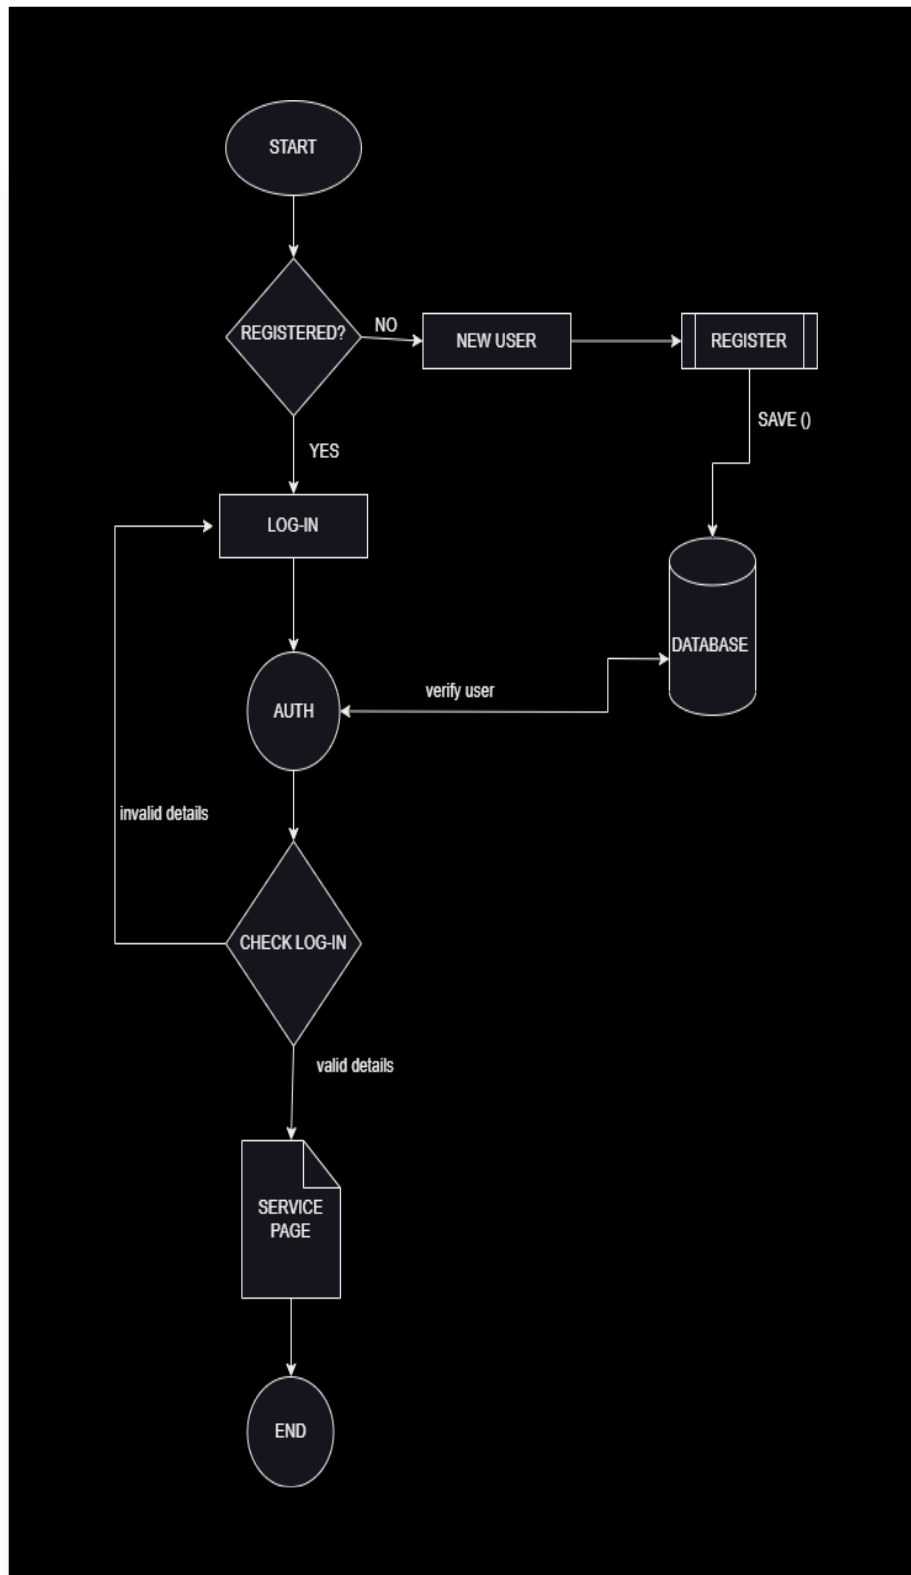 START
REGISTERED?
NO
NEW USER
REGISTER
SAVE ()
YES
LOG-IN
DATABASE
verify user
AUTH
invalid details
CHECK LOG-IN
valid details
SERVICE
PAGE
END